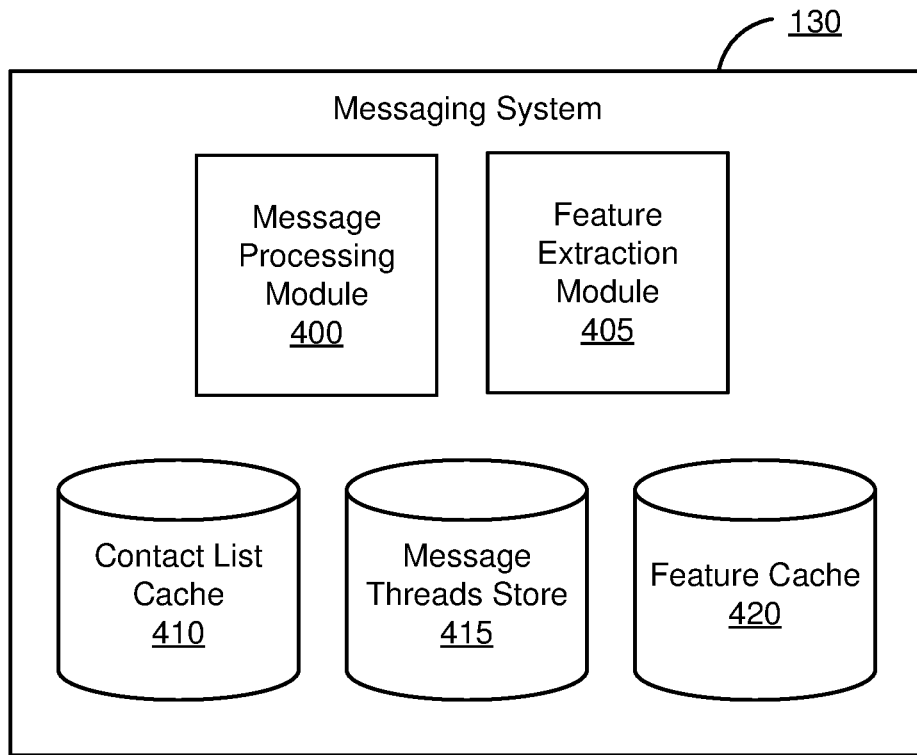 130
Messaging System
Message
Processing
Module
400
Feature
Extraction
Module
405
Contact List
Cache
410
Message
Threads Store
415
Feature Cache
420